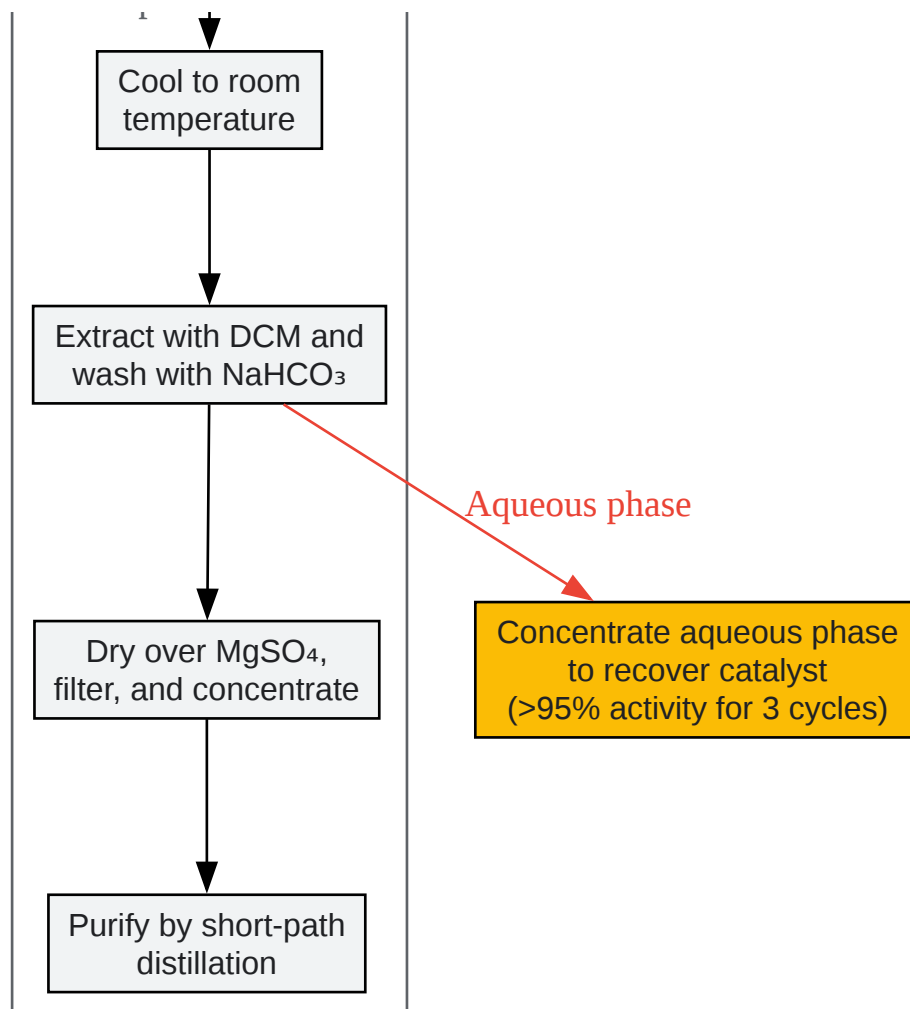 Cool to room
temperature
Extract with DCM and
wash with NaHCO₃
Aqueous phase
Dry over MgSO₄,
filter, and concentrate
Concentrate aqueous phase
to recover catalyst
(>95% activity for 3 cycles)
Purify by short-path
distillation